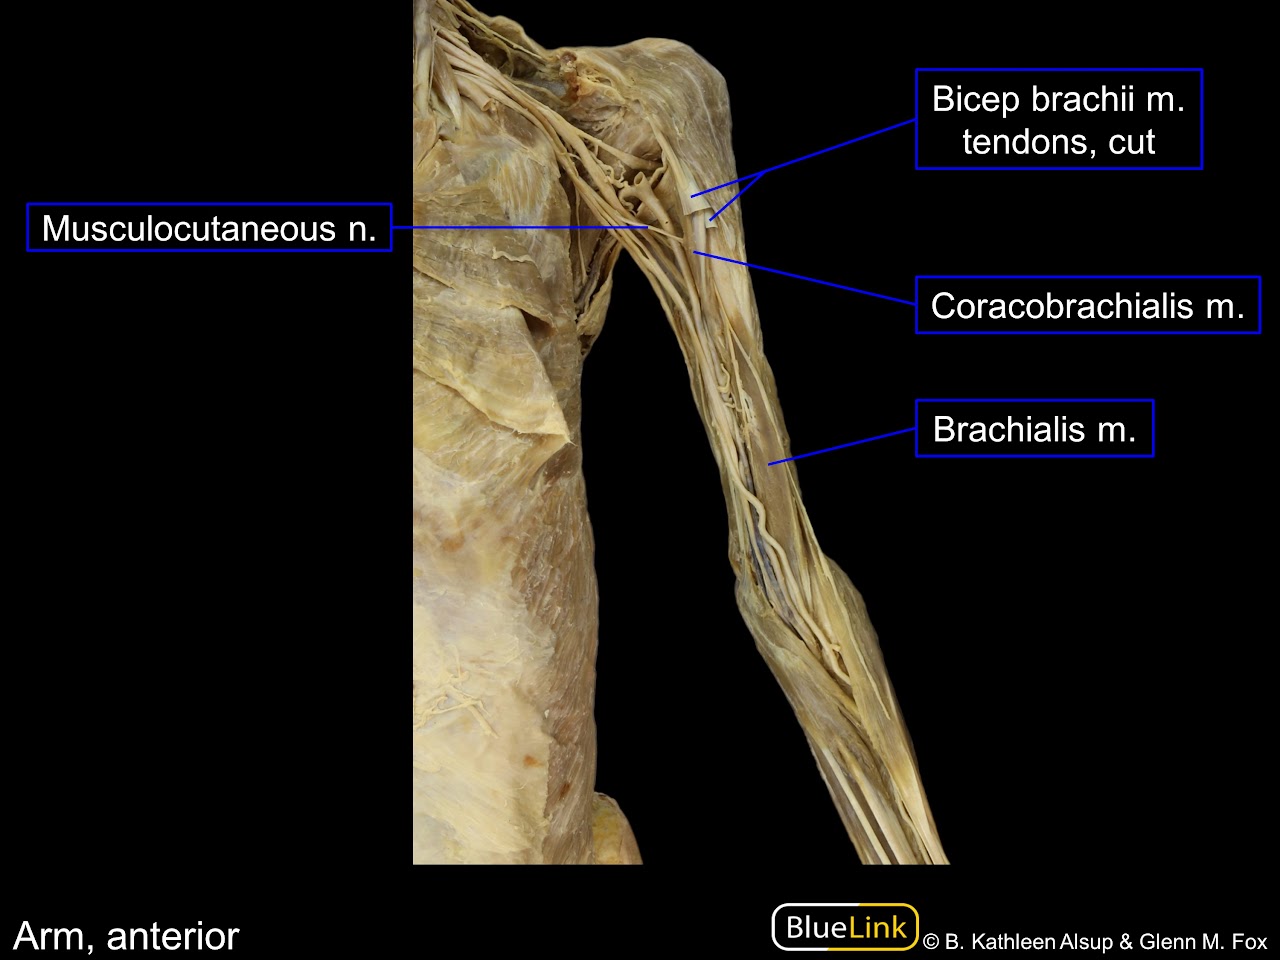 Bicep brachii m.
tendons, cut
Musculocutaneous n.
Coracobrachialis m.
Brachialis m.
Arm, anterior
BlueLink
© B. Kathleen Alsup & Glenn M. Fox